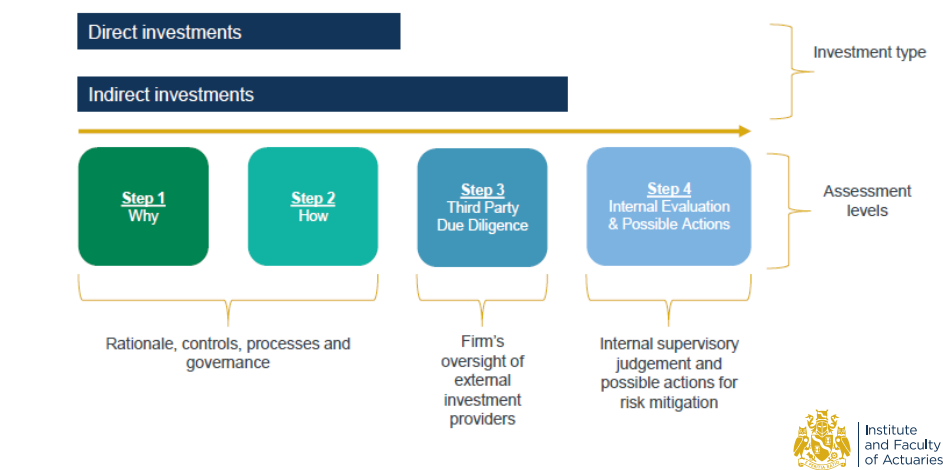 Direct investments
Investment type
Indirect investments
Step 1
Why
Step 2
How
Step 3
Third Party
Due Diligence
Step 4
Internal Evaluation
& Possible Actions
Assessment
levels
Rationale, controls, processes and
governance
Firm's
oversight of
external
investment
providers
Internal supervisory
judgement and
possible actions for
risk mitigation
Institute
and Faculty
of Actuaries